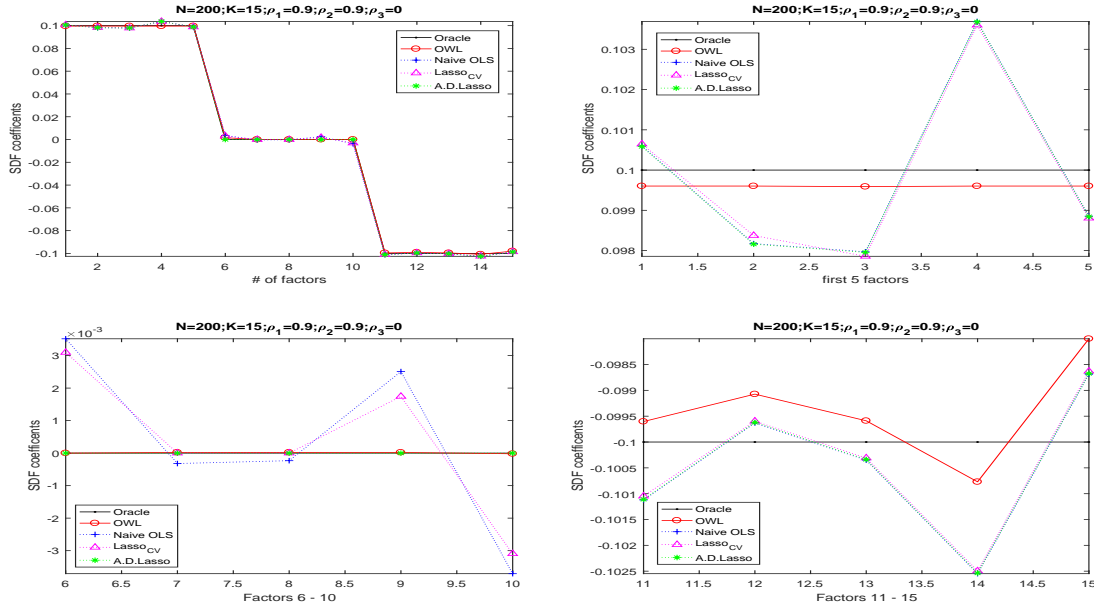 N=200;K=15;ρ1=0.9;ρ2=0.9;ρ3=0
0.1
0.08
0.06
0.04
0.02
0
-0.02
-0.04
-0.06
-0.08
-0.1
SDF coefficents
2 4 6 8 10 12 14
# of factors
Oracle
OWL
Naive OLS
LassoCV
A.D.Lasso
N=200;K=15;ρ1=0.9;ρ2=0.9;ρ3=0
0.103
0.102
0.101
0.1
0.099
0.098
SDF coefficents
1 1.5 2 2.5 3 3.5 4 4.5 5
first 5 factors
Oracle
OWL
Naive OLS
LassoCV
A.D.Lasso
N=200;K=15;ρ1=0.9;ρ2=0.9;ρ3=0
×10-3
3
2
1
0
-1
-2
-3
SDF coefficents
6 6.5 7 7.5 8 8.5 9 9.5 10
Factors 6 - 10
Oracle
OWL
Naive OLS
LassoCV
A.D.Lasso
N=200;K=15;ρ1=0.9;ρ2=0.9;ρ3=0
-0.0985
-0.099
-0.0995
-0.1
-0.1005
-0.101
-0.1015
-0.102
-0.1025
SDF coefficents
11 11.5 12 12.5 13 13.5 14 14.5 15
Factors 11 - 15
Oracle
OWL
Naive OLS
LassoCV
A.D.Lasso